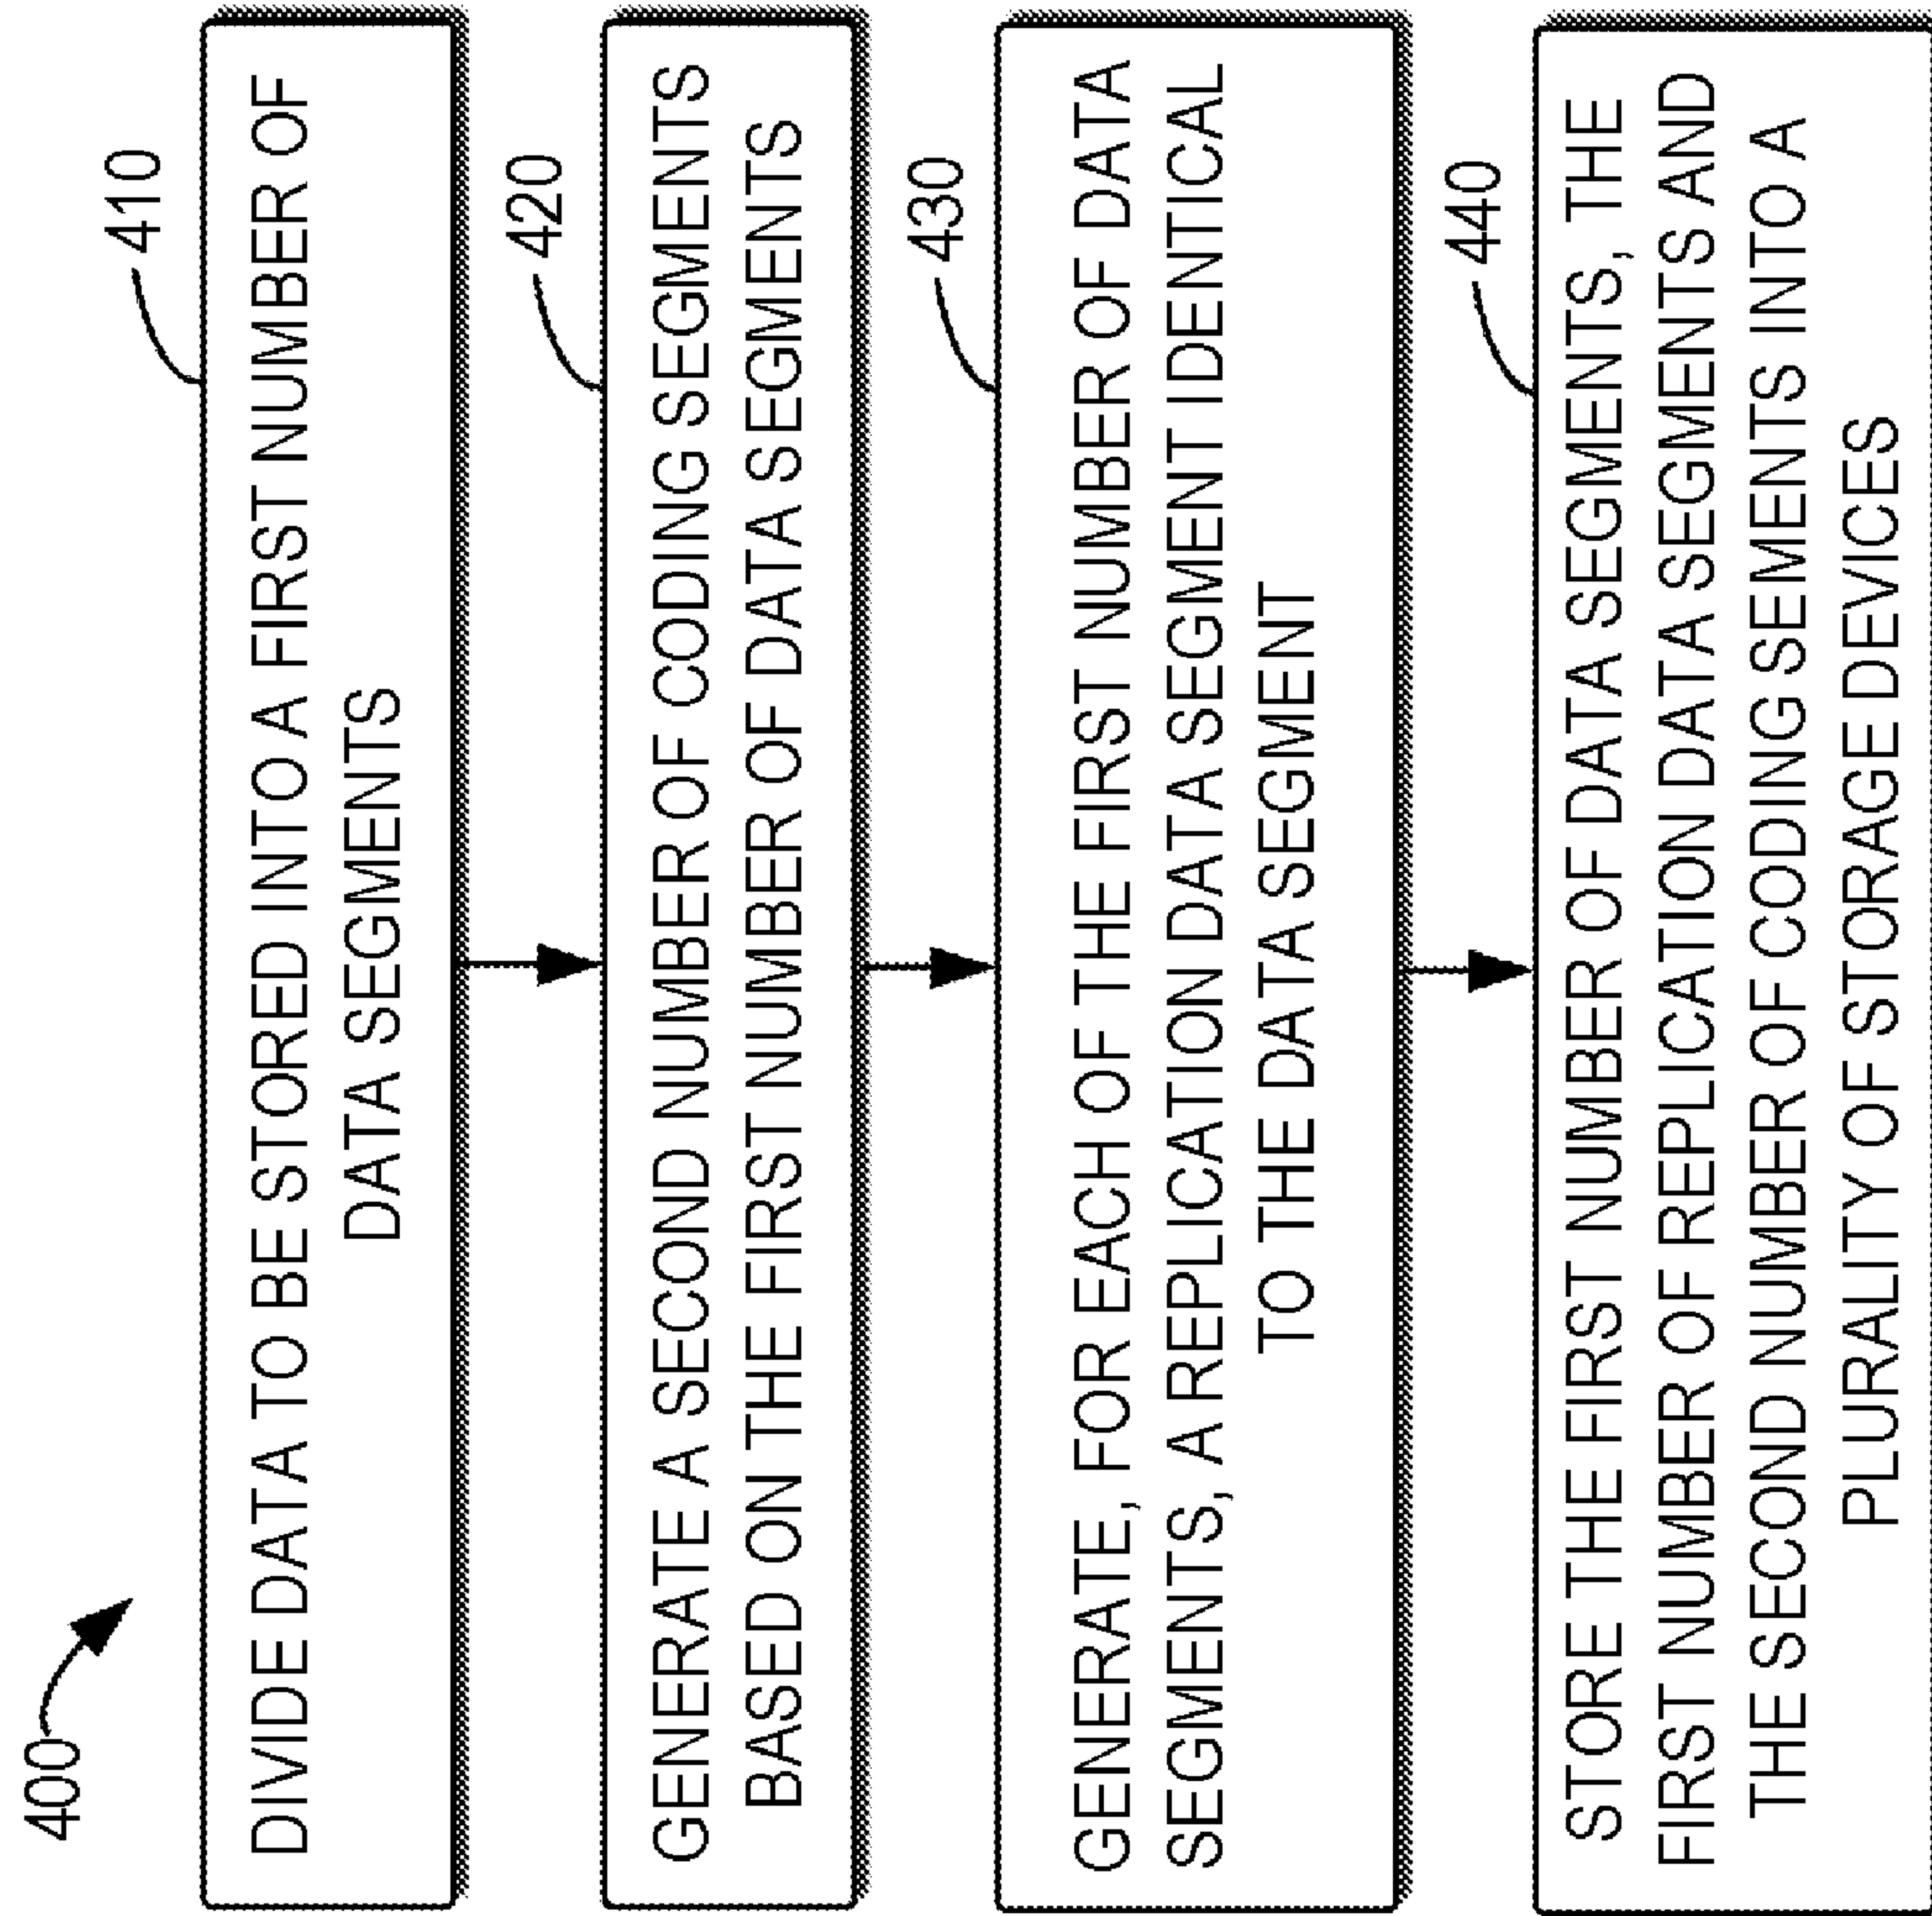 400
410
DIVIDE DATA TO BE STORED INTO A FIRST NUMBER OF
DATA SEGMENTS
420
GENERATE A SECOND NUMBER OF CODING SEGMENTS
BASED ON THE FIRST NUMBER OF DATA SEGMENTS
430
GENERATE, FOR EACH OF THE FIRST NUMBER OF DATA
SEGMENTS, A REPLICATION DATA SEGMENT IDENTICAL
TO THE DATA SEGMENT
440
STORE THE FIRST NUMBER OF DATA SEGMENTS, THE
FIRST NUMBER OF REPLICATION DATA SEGMENTS AND
THE SECOND NUMBER OF CODING SEMENTS INTO A
PLURALITY OF STORAGE DEVICES